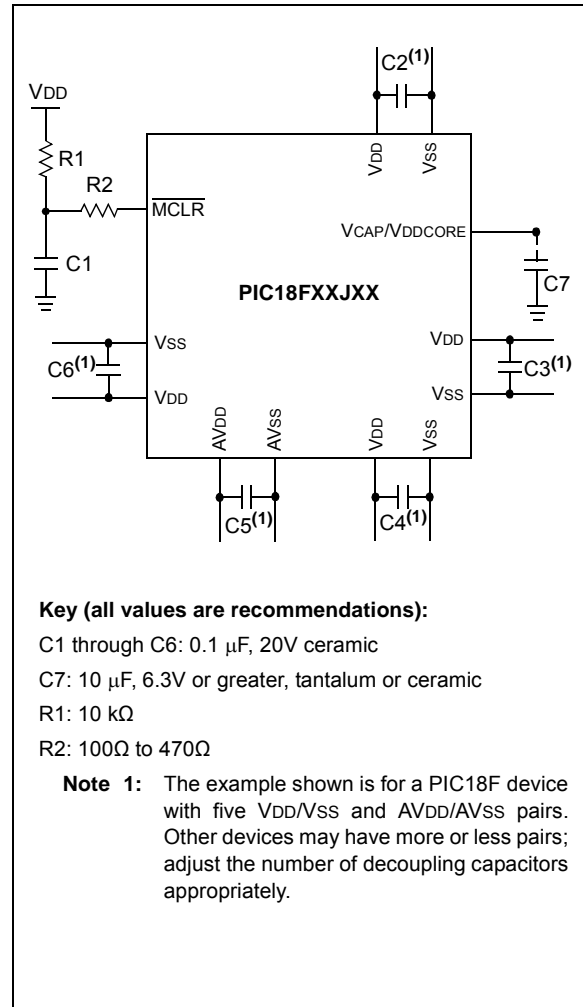 C2(1)
VDD
R1
R2
C1
MCLR
VDD
VSS
VCAP/VDDCORE
C7
PIC18FXXJXX
VSS
C6(1)
VDD
VDD
C3(1)
VSS
AVDD
AVSS
VDD
VSS
C5(1)
C4(1)
Key (all values are recommendations):
C1 through C6: 0.1 μF, 20V ceramic
C7: 10 μF, 6.3V or greater, tantalum or ceramic
R1: 10 kΩ
R2: 100Ω to 470Ω
Note 1: The example shown is for a PIC18F device
with five VDD/VSS and AVDD/AVSS pairs.
Other devices may have more or less pairs;
adjust the number of decoupling capacitors
appropriately.